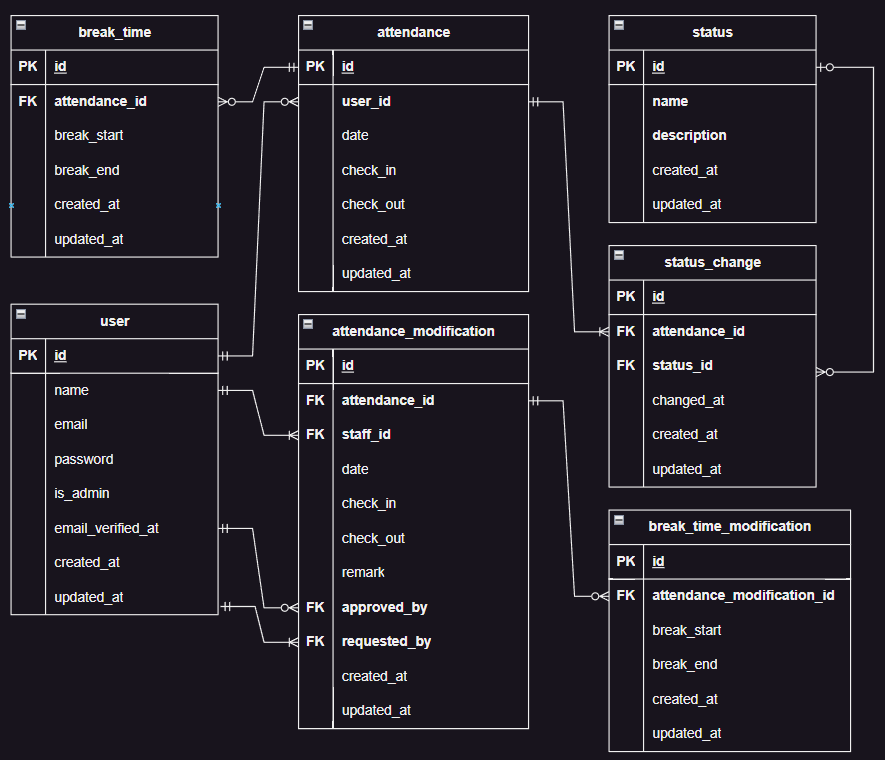 break_time
PK id
FK attendance_id
break_start
break_end
created_at
updated_at
attendance
PK id
user_id
date
check_in
check_out
created_at
updated_at
status
PK id
name
description
created_at
updated_at
user
PK id
name
email
password
is_admin
email_verified_at
created_at
updated_at
attendance_modification
PK id
FK attendance_id
FK staff_id
date
check_in
check_out
remark
FK approved_by
FK requested_by
created_at
updated_at
status_change
PK id
FK attendance_id
FK status_id
changed_at
created_at
updated_at
break_time_modification
PK id
FK attendance_modification_id
break_start
break_end
created_at
updated_at